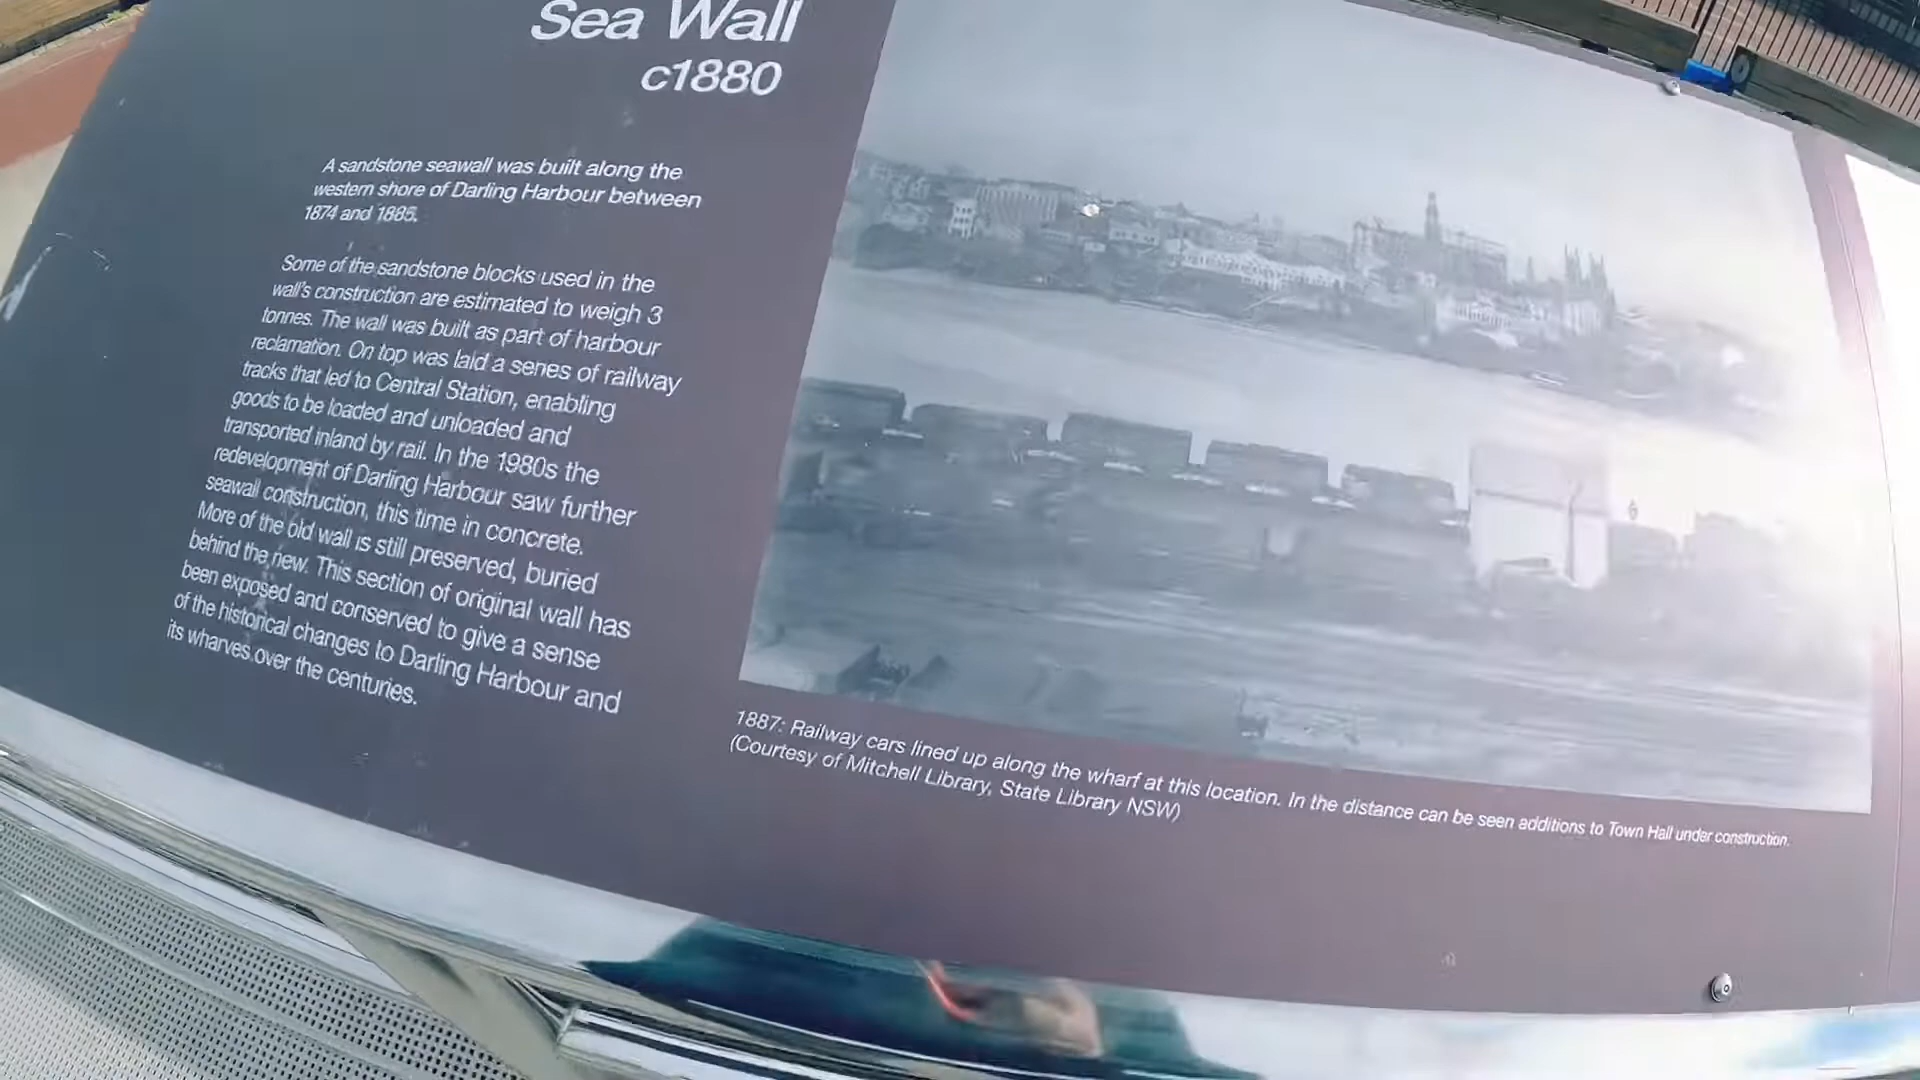 Sea Wall
c1880
A sandstone seawall was built along the
western shore of Darling Harbour between
1874 and 1885.
Some of the sandstone blocks used in the
wall's construction are estimated to weigh 3
tonnes. The wall was built as part of harbour
reclamation. On top was laid a series of railway
tracks that led to Central Station, enabling
goods to be loaded and unloaded and
transported inland by rail. In the 1980s the
redevelopment of Darling Harbour saw further
seawall construction, this time in concrete.
More of the old wall is still preserved, buried
behind the new. This section of original wall has
been exposed and conserved to give a sense
of the historical changes to Darling Harbour and
its wharves over the centuries.
1887: Railway cars lined up along the wharf at this location. In the distance can be seen additions to Town Hall under construction.
(Courtesy of Mitchell Library, State Library NSW)